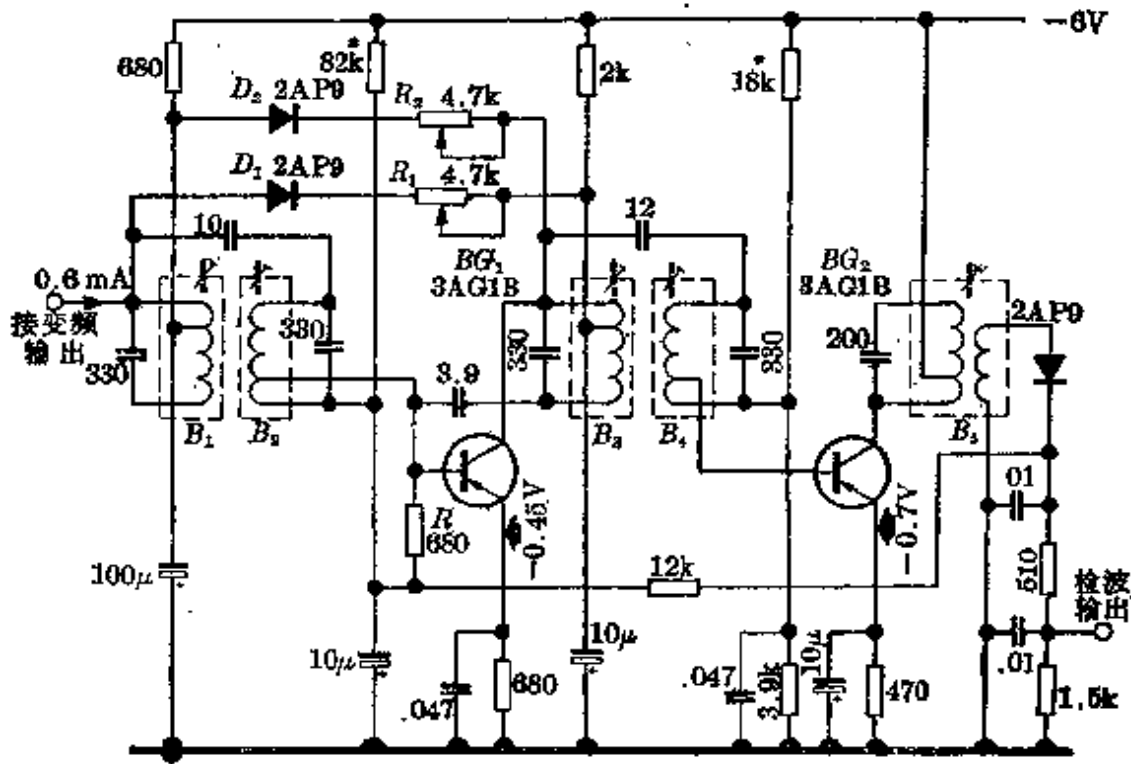 −6V
680
82k*
2k
18k*
D₂ 2AP9
R₂ 4.7k
D₁ 2AP9
R₁ 4.7k
10
12
BG₁
3AG1B
BG₂
3AG1B
0.6mA
接变频
输出
330
330
330
330
200
2AP9
3.9
B₁
B₂
B₃
B₄
B₅
R
680
−0.45V
−0.7V
01
510
12k
100μ
10μ
10μ
10μ
检波
输出
.01
.047
680
.047
3.9k
470
1.5k